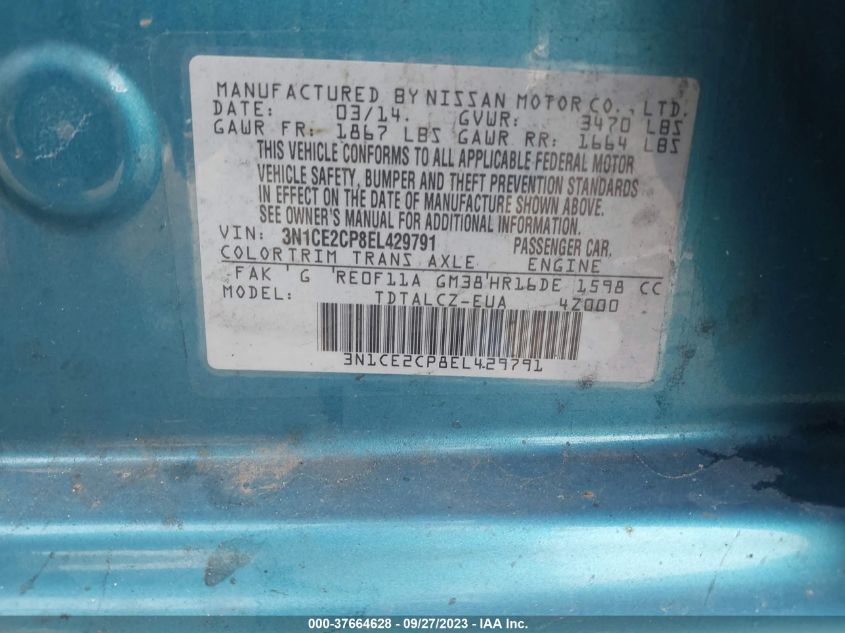 MANUFACTURED BY NISSAN MOTOR CO., LTD.
DATE: 03/14. GVWR: 3470 LBS
GAWR FR: 1867 LBS GAWR RR: 1664 LBS
THIS VEHICLE CONFORMS TO ALL APPLICABLE FEDERAL MOTOR
VEHICLE SAFETY, BUMPER AND THEFT PREVENTION STANDARDS
IN EFFECT ON THE DATE OF MANUFACTURE SHOWN ABOVE.
SEE OWNER'S MANUAL FOR ADDITIONAL INFORMATION.
VIN: 3N1CE2CP8EL429791 PASSENGER CAR.
COLOR TRIM TRANS AXLE ENGINE
FAK ' G 'RE0F11A GM38'HR16DE 1598 CC
MODEL: TDTALCZ-EUA 4Z000
3N1CE2CP8EL429791
000-37664628 - 09/27/2023 - IAA Inc.